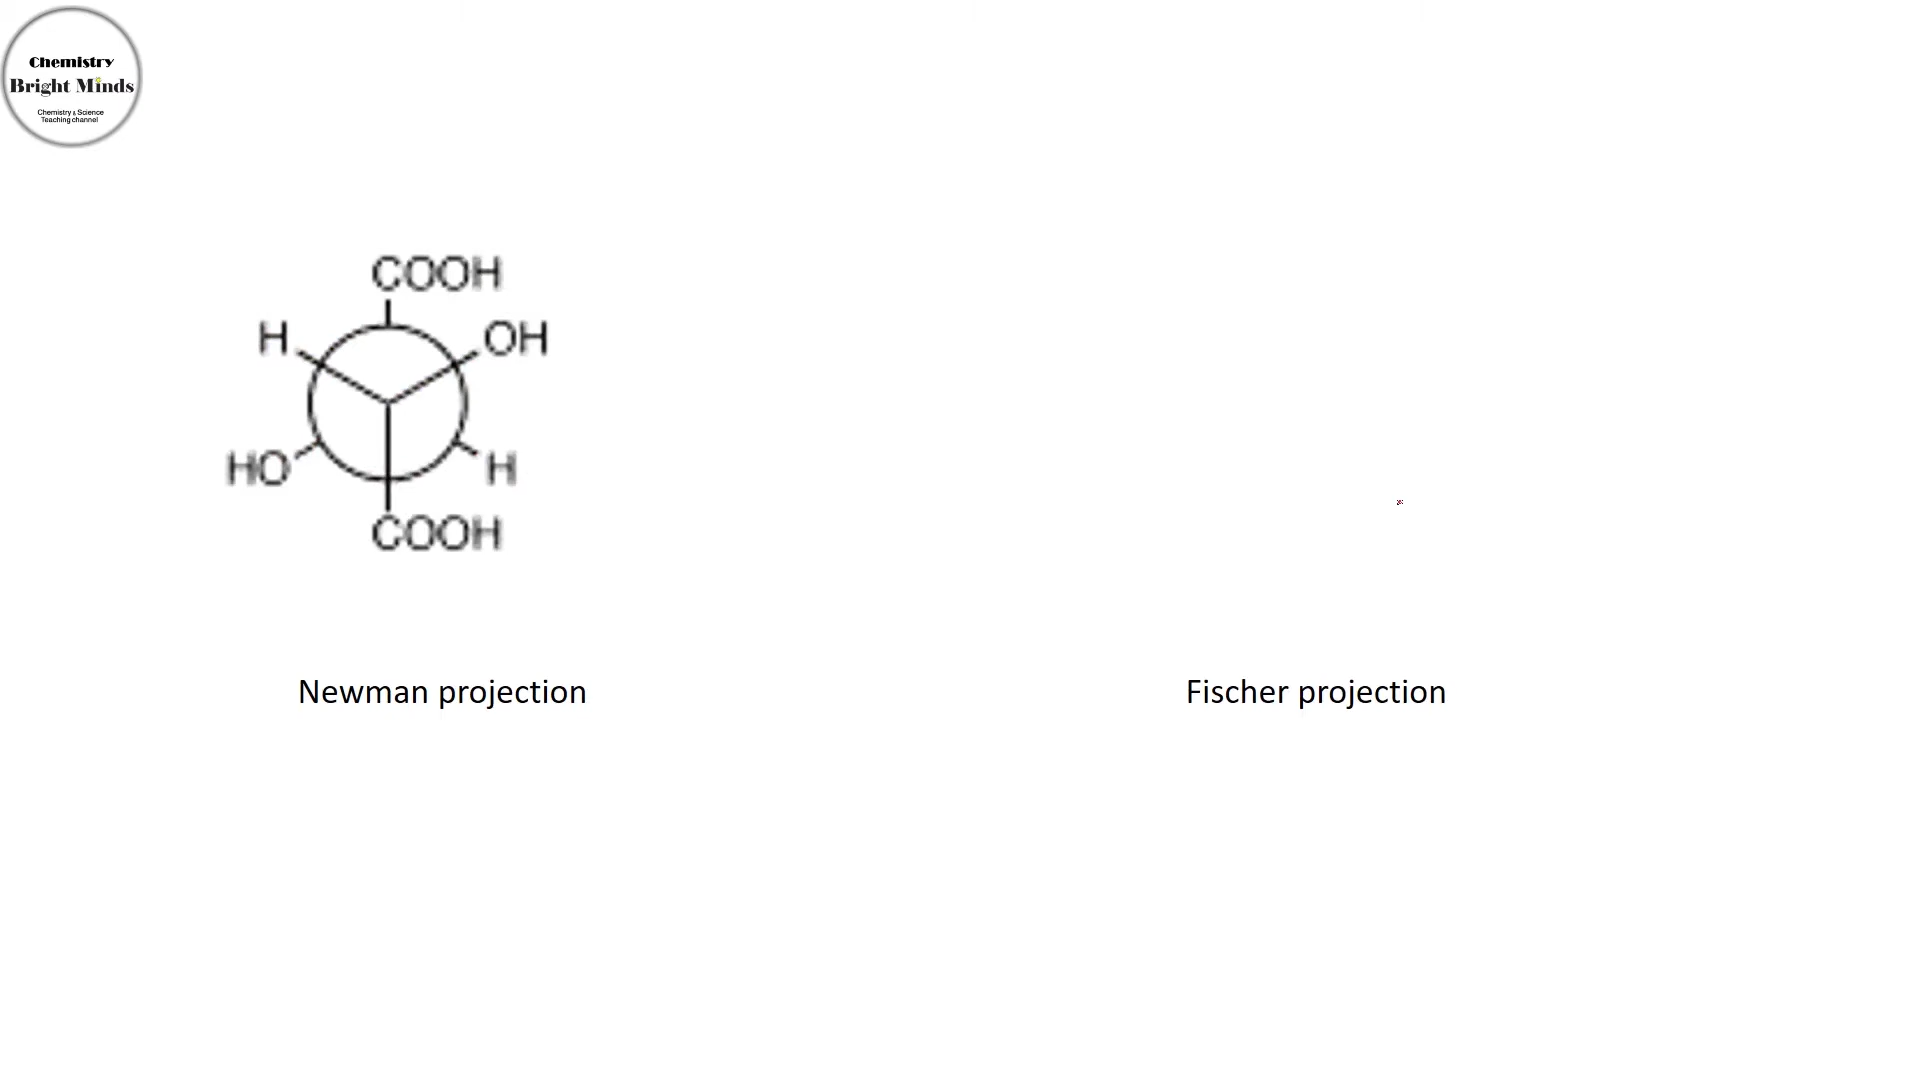 Chemistry
Bright Minds
Chemistry & Science
Teaching channel
COOH
H
OH
HO
H
COOH
Newman projection
Fischer projection